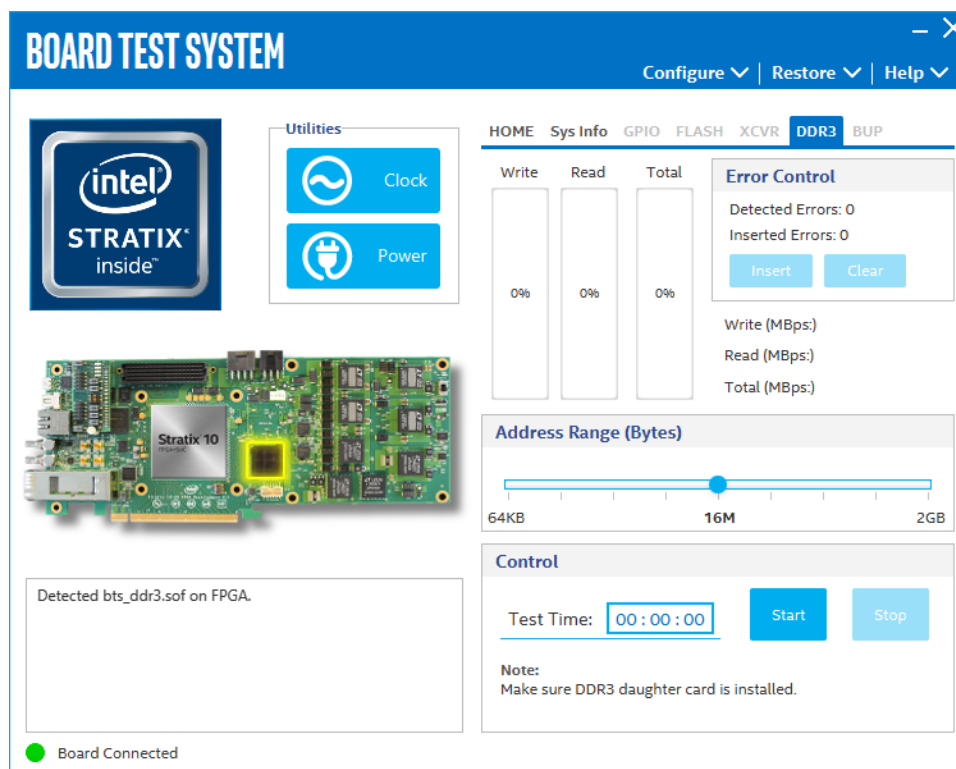 BOARD TEST SYSTEM
Configure | Restore | Help
intel
STRATIX
inside™
Utilities
Clock
Power
HOME Sys Info GPIO FLASH XCVR DDR3 BUP
Write Read Total
0% 0% 0%
Error Control
Detected Errors: 0
Inserted Errors: 0
Insert Clear
Write (MBps:)
Read (MBps:)
Total (MBps:)
Stratix 10
Address Range (Bytes)
64KB 16M 2GB
Detected bts_ddr3.sof on FPGA.
Control
Test Time: 00 : 00 : 00
Start Stop
Note:
Make sure DDR3 daughter card is installed.
Board Connected